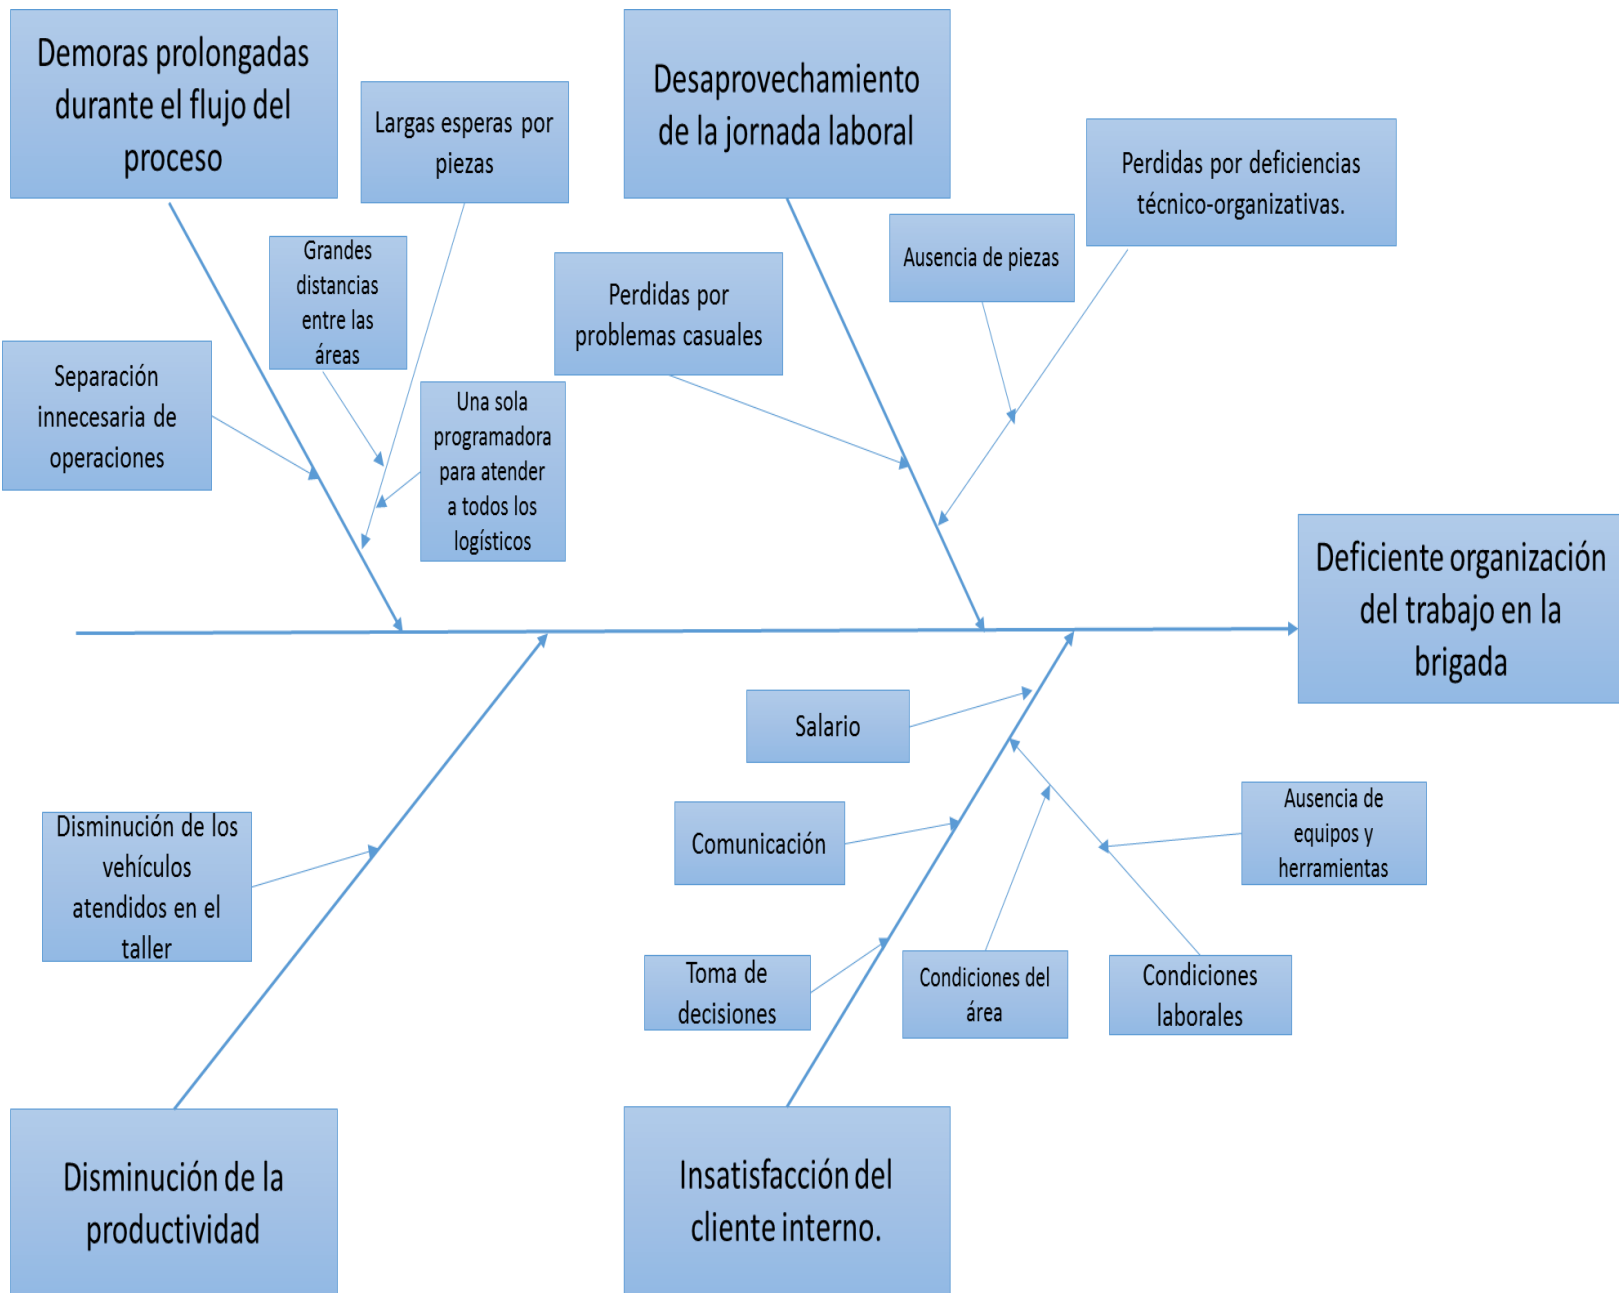 Demoras prolongadas
durante el flujo del
proceso
Largas esperas por
piezas
Grandes
distancias
entre las
áreas
Separación
innecesaria de
operaciones
Una sola
programadora
para atender
a todos los
logísticos
Desaprovechamiento
de la jornada laboral
Perdidas por deficiencias
técnico-organizativas.
Ausencia de piezas
Perdidas por
problemas casuales
Deficiente organización
del trabajo en la
brigada
Disminución de los
vehículos
atendidos en el
taller
Disminución de la
productividad
Salario
Comunicación
Toma de
decisiones
Condiciones del
área
Ausencia de
equipos y
herramientas
Condiciones
laborales
Insatisfacción del
cliente interno.